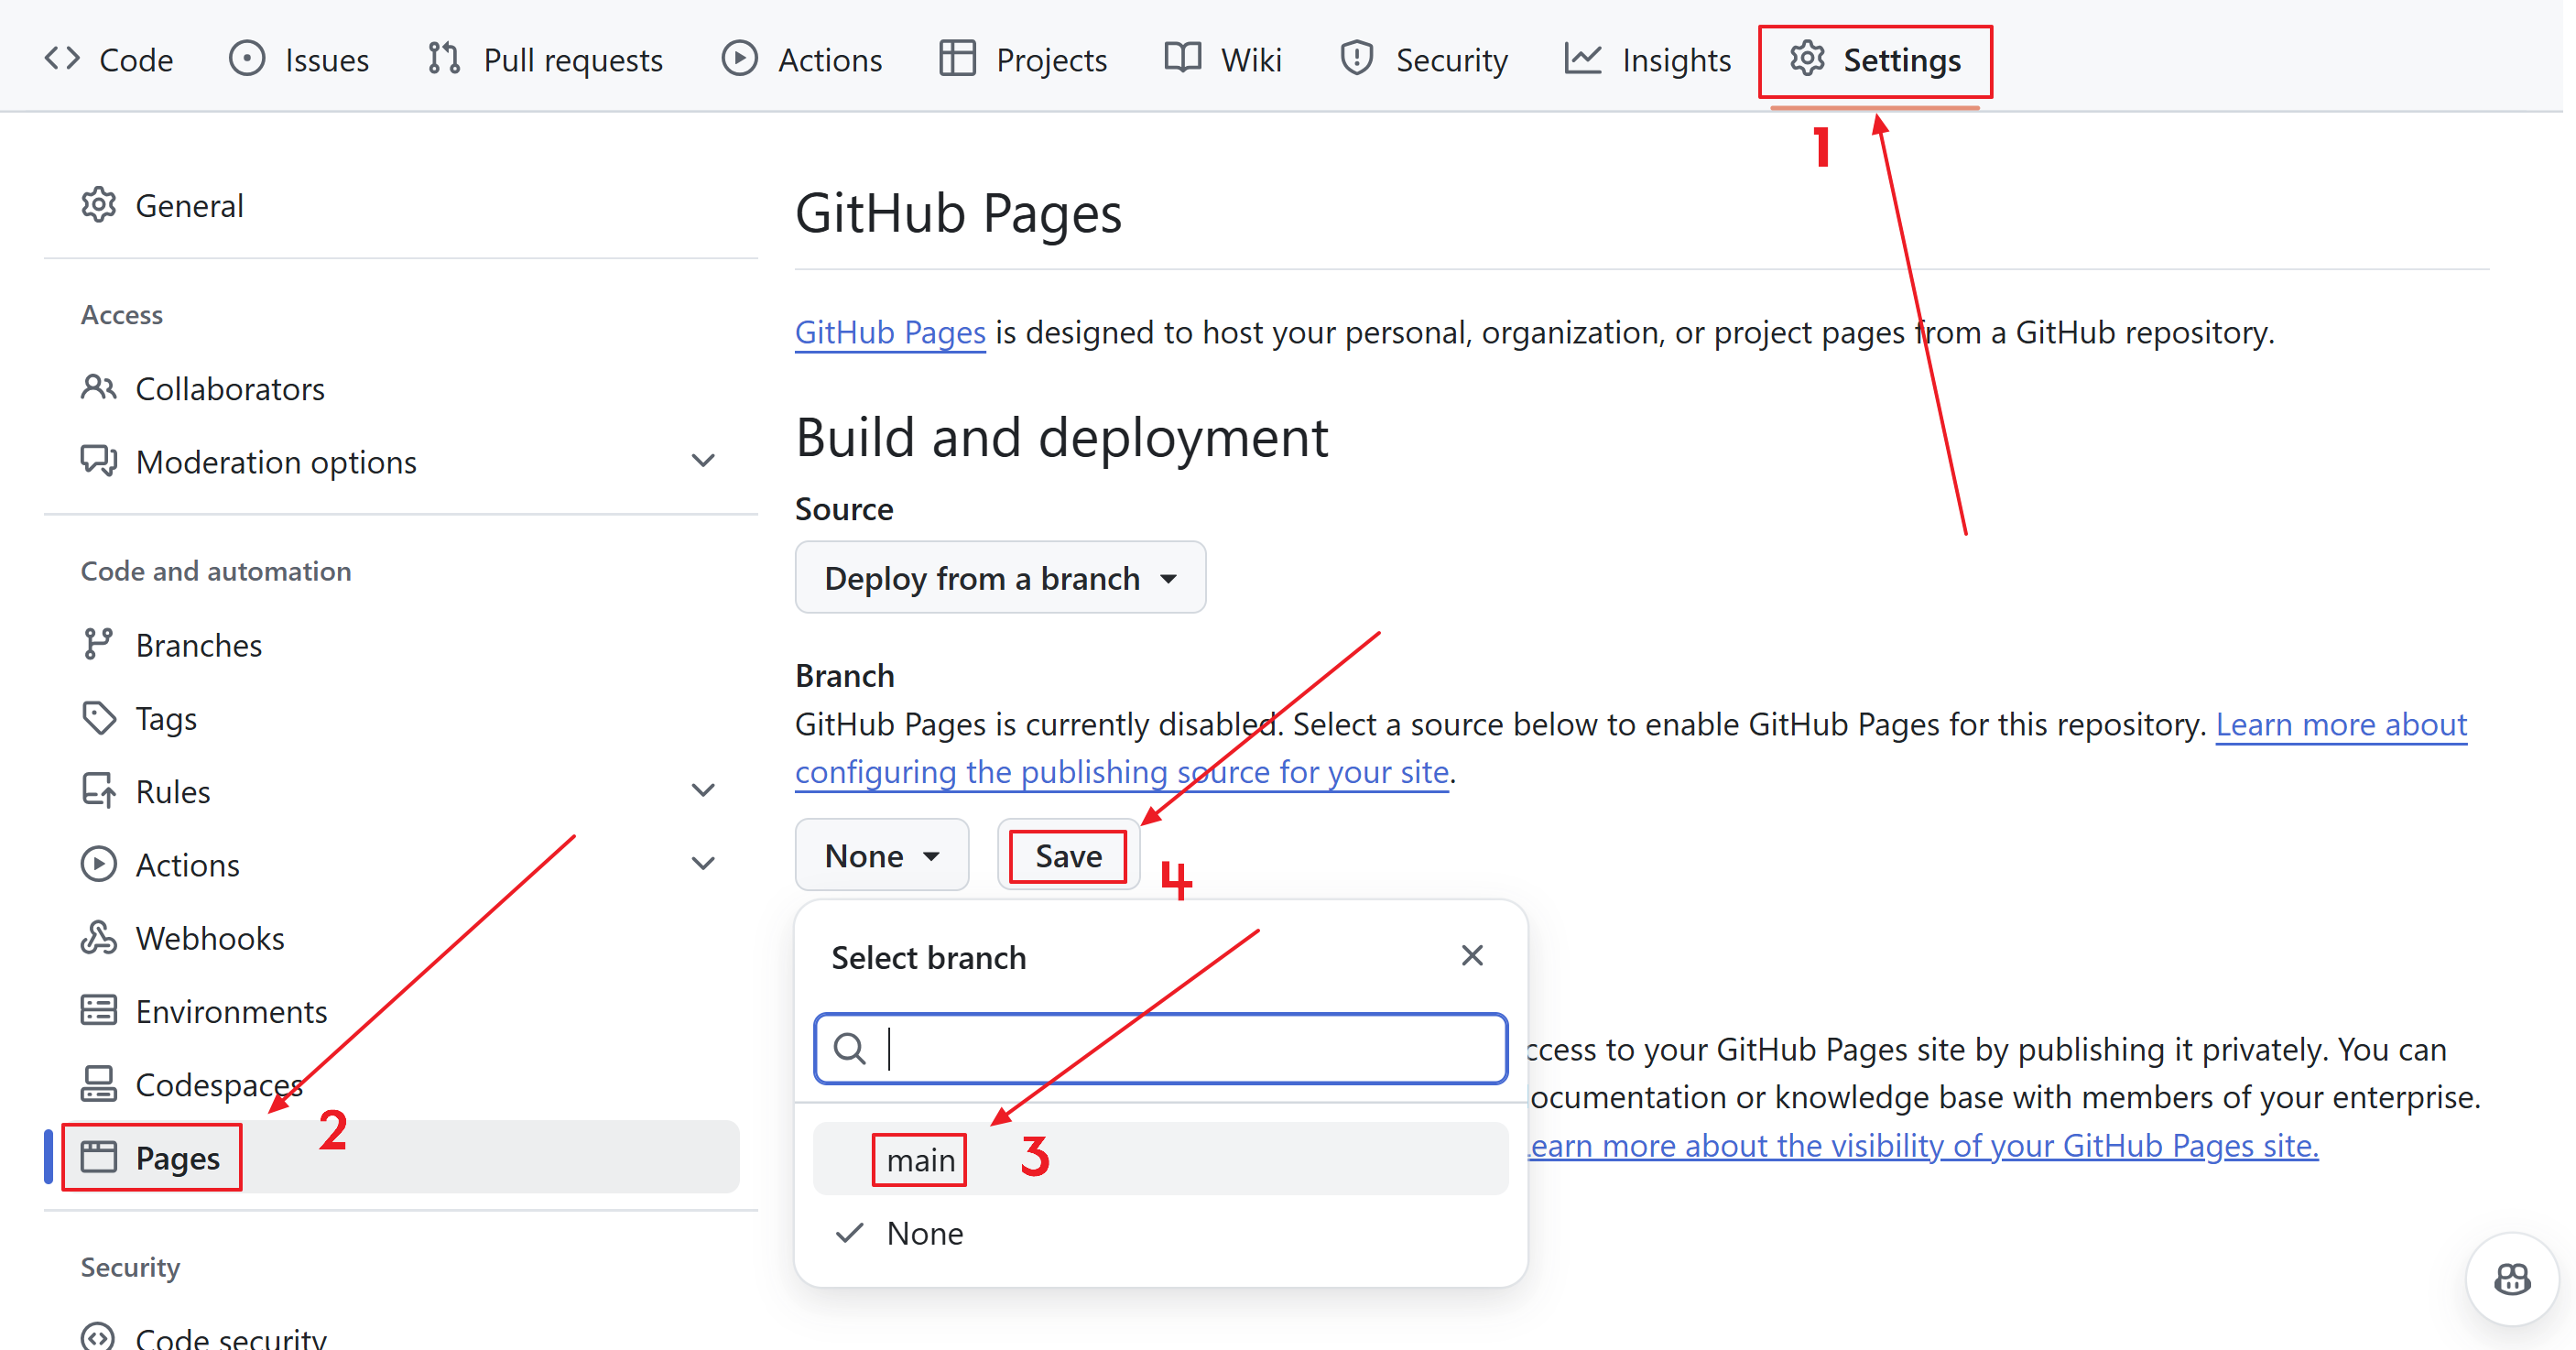 Code Issues Pull requests Actions Projects Wiki Security Insights Settings
1
General
Access
Collaborators
Moderation options
Code and automation
Branches
Tags
Rules
Actions
Webhooks
Environments
Codespaces
2
Pages
Security
Code security
GitHub Pages
GitHub Pages is designed to host your personal, organization, or project pages from a GitHub repository.
Build and deployment
Source
Deploy from a branch
Branch
GitHub Pages is currently disabled. Select a source below to enable GitHub Pages for this repository. Learn more about
configuring the publishing source for your site.
None Save
4
Select branch
main 3
None
to your GitHub Pages site by publishing it privately. You can
or knowledge base with members of your enterprise.
more about the visibility of your GitHub Pages site.